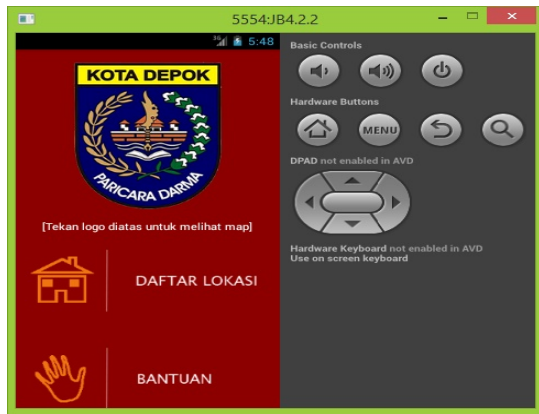 5554:JB4.2.2
3G 5:48
KOTA DEPOK
PARICARA DARMA
[Tekan logo diatas untuk melihat map]
DAFTAR LOKASI
BANTUAN
Basic Controls
Hardware Buttons
MENU
DPAD not enabled in AVD
Hardware Keyboard not enabled in AVD
Use on screen keyboard